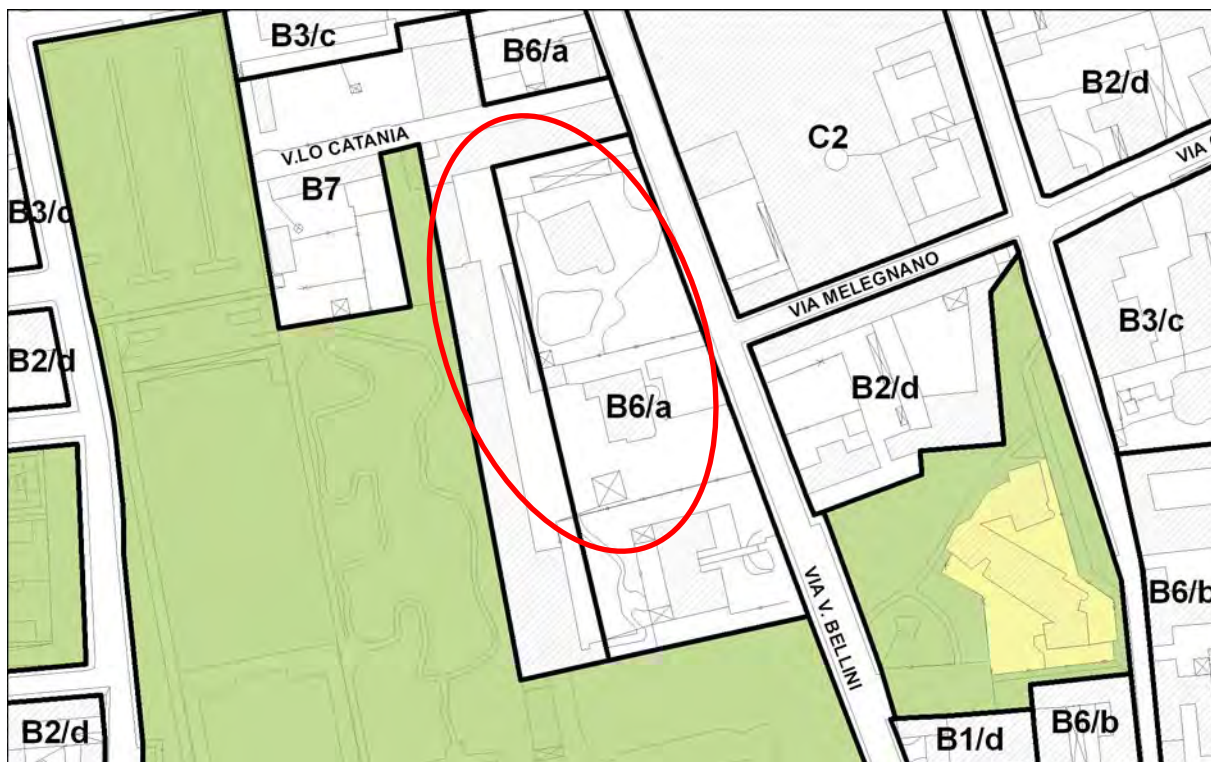 B3/c
B6/a
B2/d
V.LO CATANIA
C2
B7
B3/c
VIA
VIA MELEGNANO
B3/c
B2/d
B2/d
B6/a
VIA V. BELLINI
B6/b
B2/d
B1/d
B6/b